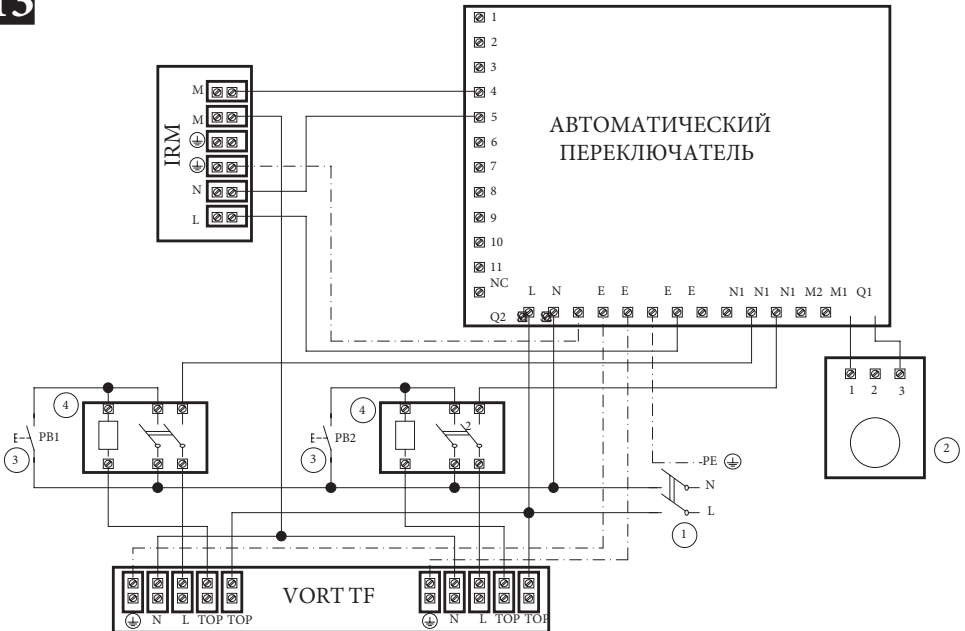 13
1
2
3
4
5
6
7
8
9
10
11
NC
АВТОМАТИЧЕСКИЙ
ПЕРЕКЛЮЧАТЕЛЬ
L N E E E E N1 N1 N1 M2 M1 Q1
Q2
IRM
M
M
N
L
1 2 3
2
4
PB1
3
4
2
PB2
3
PE
N
L
1
VORT TF
N L TOP TOP
N L TOP TOP